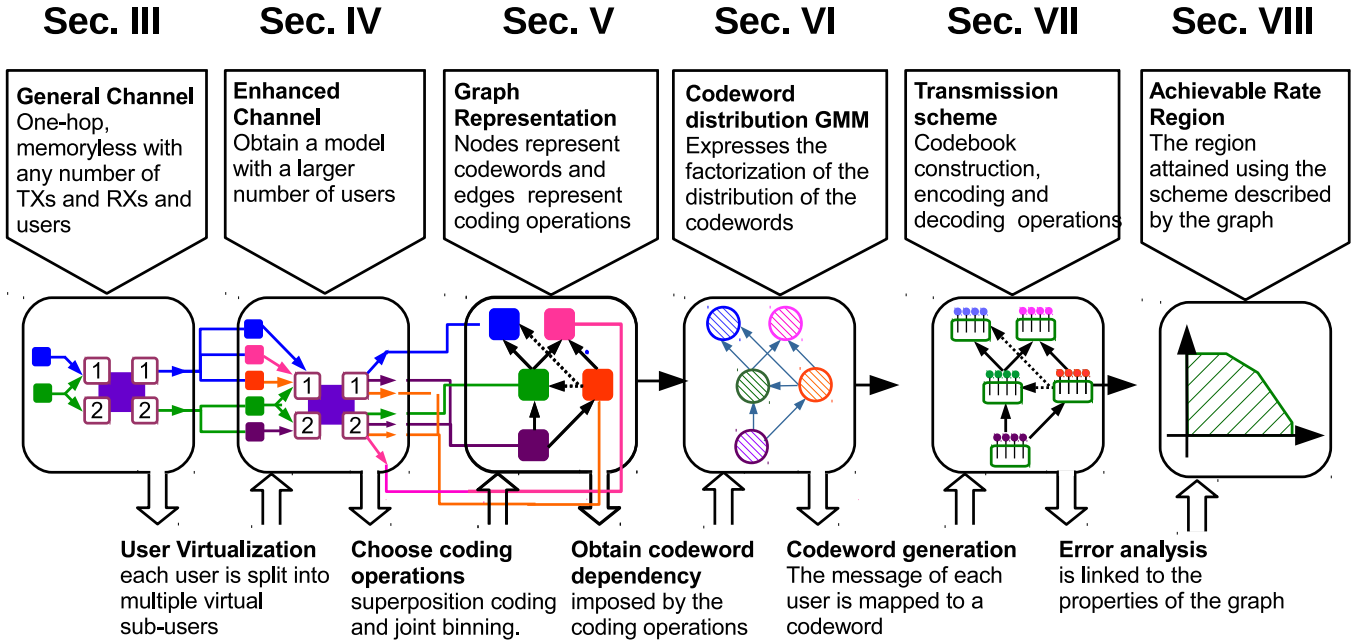 Sec. III
Sec. IV
Sec. V
Sec. VI
Sec. VII
Sec. VIII
General Channel
One-hop,
memoryless with
any number of
TXs and RXs and
users
Enhanced
Channel
Obtain a model
with a larger
number of users
Graph
Representation
Nodes represent
codewords and
edges represent
coding operations
Codeword
distribution GMM
Expresses the
factorization of the
distribution of the
codewords
Transmission
scheme
Codebook
construction,
encoding and
decoding operations
Achievable Rate
Region
The region
attained using the
scheme described
by the graph
1 1
2 2
1 1
2 2
User Virtualization
each user is split into
multiple virtual
sub-users
Choose coding
operations
superposition coding
and joint binning.
Obtain codeword
dependency
imposed by the
coding operations
Codeword generation
The message of each
user is mapped to a
codeword
Error analysis
is linked to the
properties of the graph